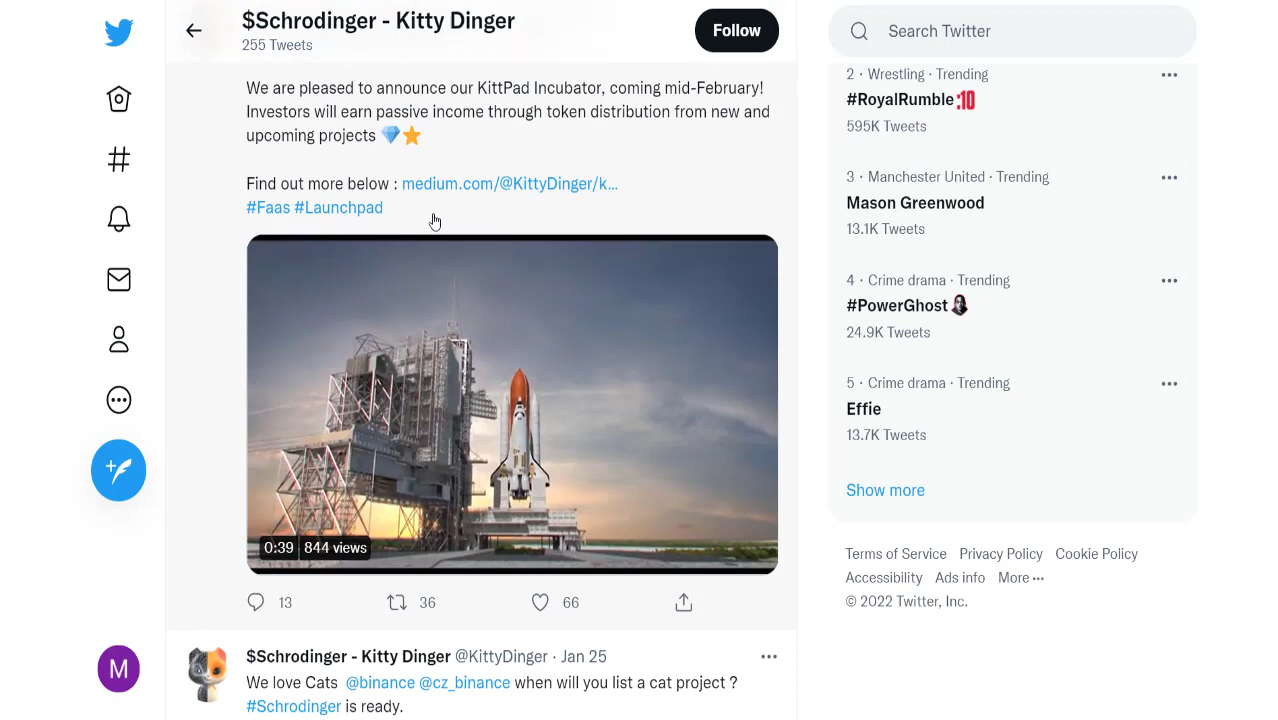 $Schrodinger - Kitty Dinger
255 Tweets
Follow
We are pleased to announce our KittPad Incubator, coming mid-February!
Investors will earn passive income through token distribution from new and
upcoming projects 💎⭐
Find out more below : medium.com/@KittyDinger/k…
#Faas #Launchpad
0:39 844 views
13 36 66
$Schrodinger - Kitty Dinger @KittyDinger · Jan 25
We love Cats @binance @cz_binance when will you list a cat project ?
#Schrodinger is ready.
M
Search Twitter
2 · Wrestling · Trending
#RoyalRumble
595K Tweets
3 · Manchester United · Trending
Mason Greenwood
13.1K Tweets
4 · Crime drama · Trending
#PowerGhost
24.9K Tweets
5 · Crime drama · Trending
Effie
13.7K Tweets
Show more
Terms of Service Privacy Policy Cookie Policy
Accessibility Ads info More ···
© 2022 Twitter, Inc.